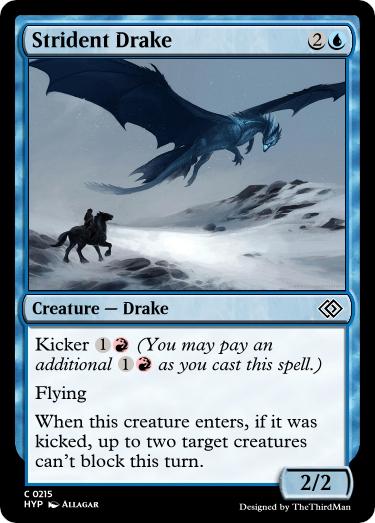 Strident Drake 2
Creature — Drake
Kicker 1 (You may pay an
additional 1 as you cast this spell.)
Flying
When this creature enters, if it was
kicked, up to two target creatures
can't block this turn.
2/2
C 0215
HYP Allagar
Designed by TheThirdMan